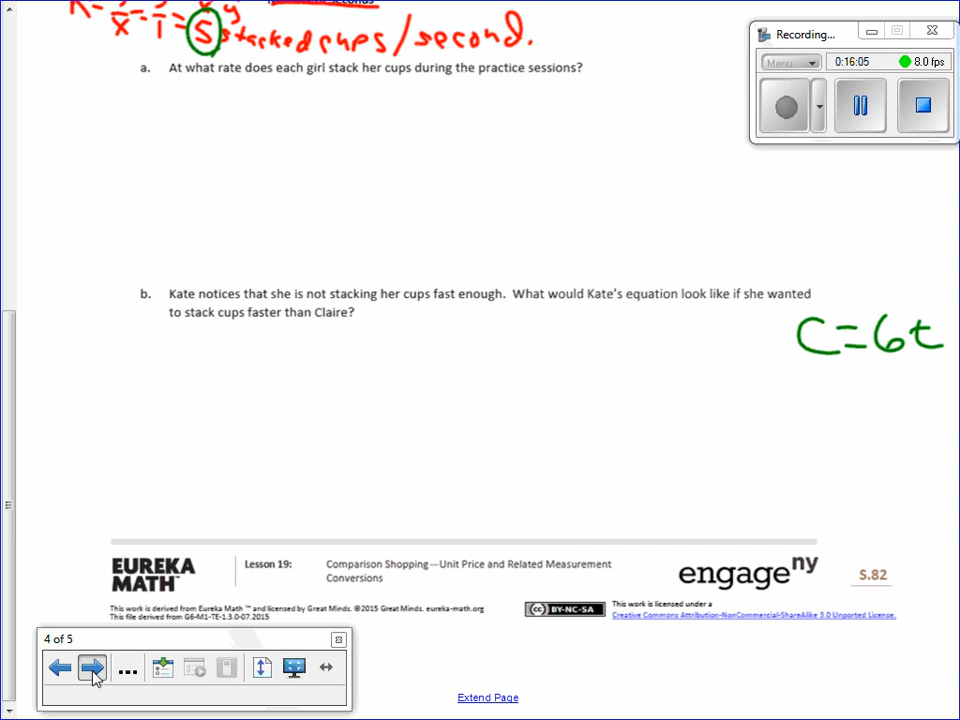 = 5 stacked cups / second.
a. At what rate does each girl stack her cups during the practice sessions?
b. Kate notices that she is not stacking her cups fast enough. What would Kate's equation look like if she wanted
to stack cups faster than Claire?
C=6t
EUREKA
MATH™
Lesson 19: Comparison Shopping—Unit Price and Related Measurement
Conversions
engage ny
S.82
This work is derived from Eureka Math ™ and licensed by Great Minds. ©2015 Great Minds. eureka-math.org
This file derived from G6-M1-TE-1.3.0-07.2015
(cc) BY-NC-SA
This work is licensed under a
Creative Commons Attribution-NonCommercial-ShareAlike 3.0 Unported License.
Recording...
Menu
0:16:05
8.0 fps
4 of 5
Extend Page